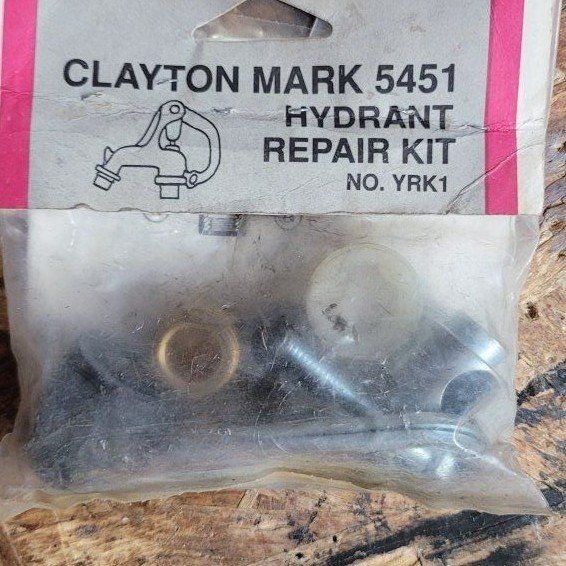 CLAYTON MARK 5451
HYDRANT
REPAIR KIT
NO. YRK1